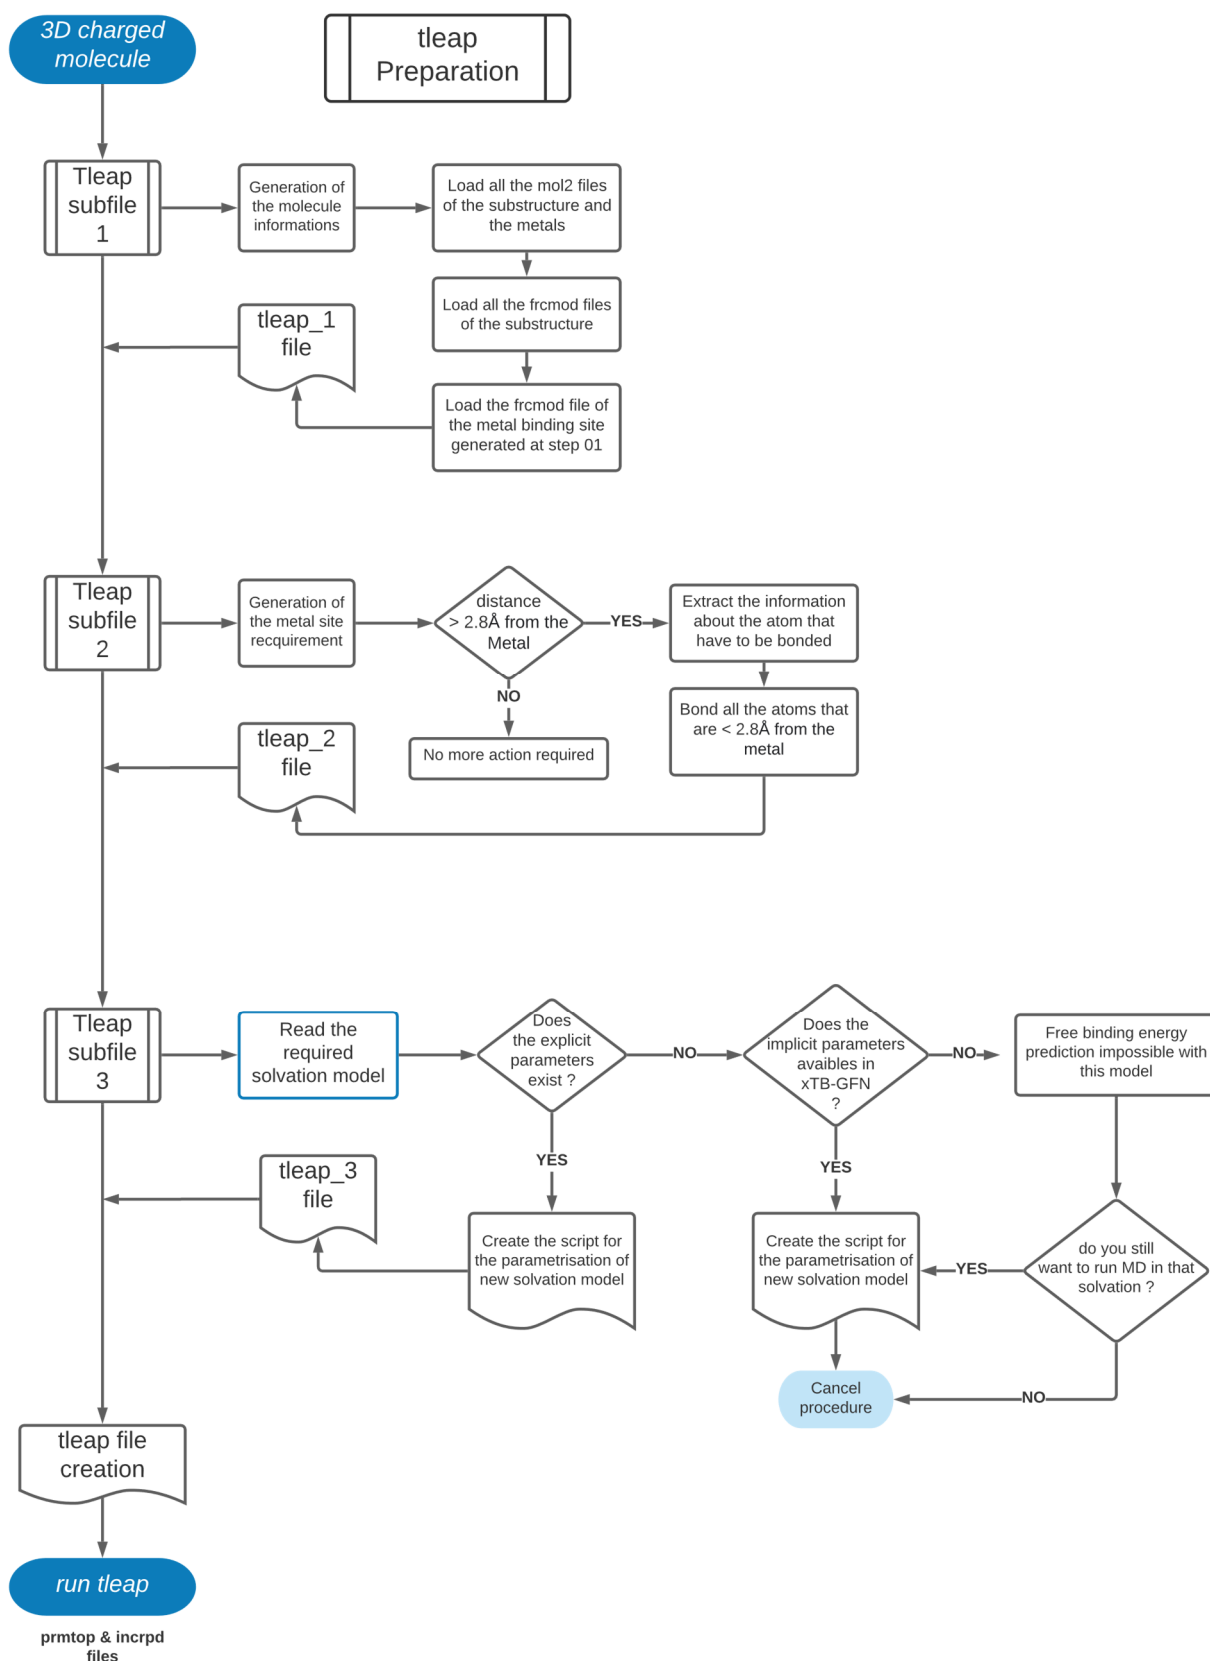 3D charged
molecule
tleap
Preparation
Tleap
subfile
1
Generation of
the molecule
informations
Load all the mol2 files
of the substructure and
the metals
Load all the frcmod files
of the substructure
tleap_1
file
Load the frcmod file of
the metal binding site
generated at step 01
Tleap
subfile
2
Generation of
the metal site
recquirement
distance
> 2.8Å from the
Metal
YES
Extract the information
about the atom that
have to be bonded
NO
Bond all the atoms that
are < 2.8Å from the
metal
No more action required
tleap_2
file
Tleap
subfile
3
Read the
required
solvation model
Does
the explicit
parameters
exist ?
NO
Does the
implicit parameters
avaibles in
xTB-GFN
?
NO
Free binding energy
prediction impossible with
this model
YES
YES
tleap_3
file
Create the script for
the parametrisation of
new solvation model
Create the script for
the parametrisation of
new solvation model
YES
do you still
want to run MD in that
solvation ?
Cancel
procedure
NO
tleap file
creation
run tleap
prmtop & incrpd
files